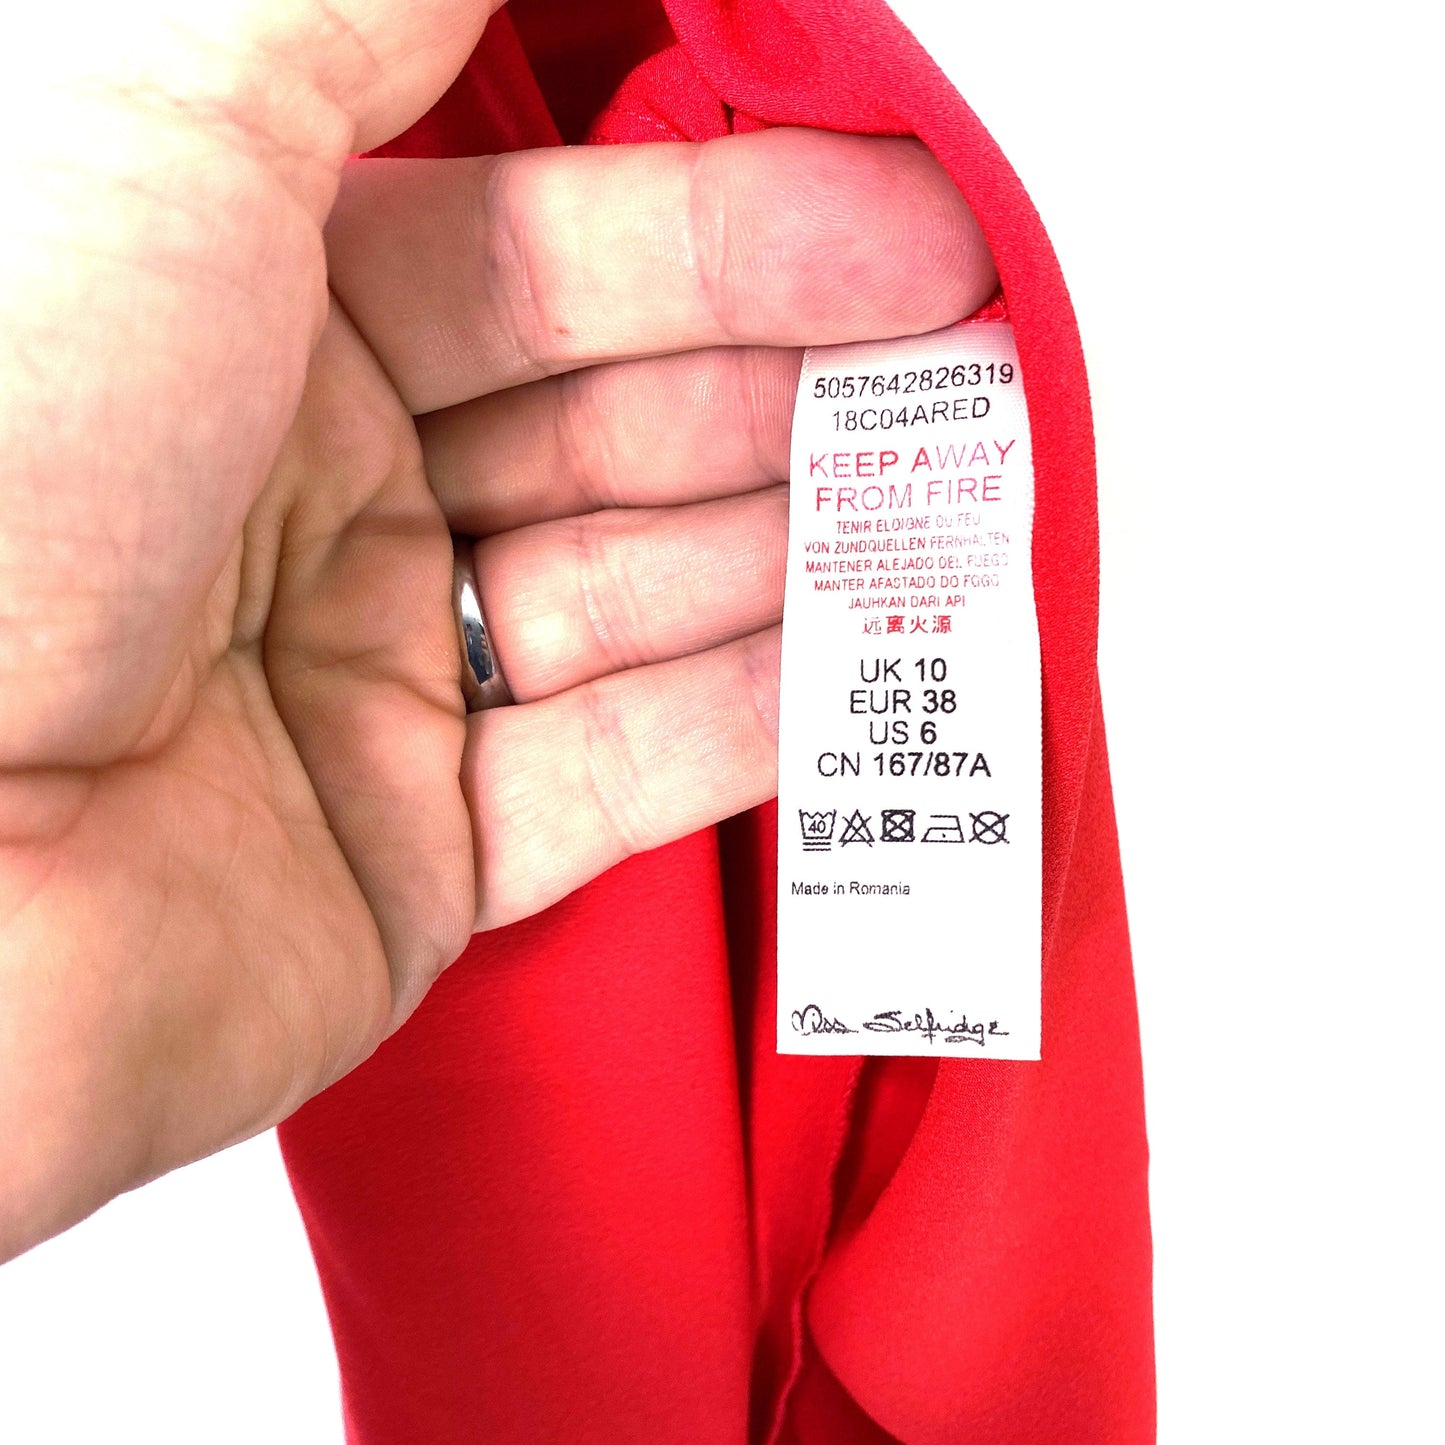 5057642826319
18C04ARED
KEEP AWAY
FROM FIRE
TENIR ELOIGNE DU FEU
VON ZUNDQUELLEN FERNHALTEN
MANTENER ALEJADO DEL FUEGO
MANTER AFASTADO DO FOGO
JAUHKAN DARI API
远离火源
UK 10
EUR 38
US 6
CN 167/87A
40
Made in Romania
Miss Selfridge